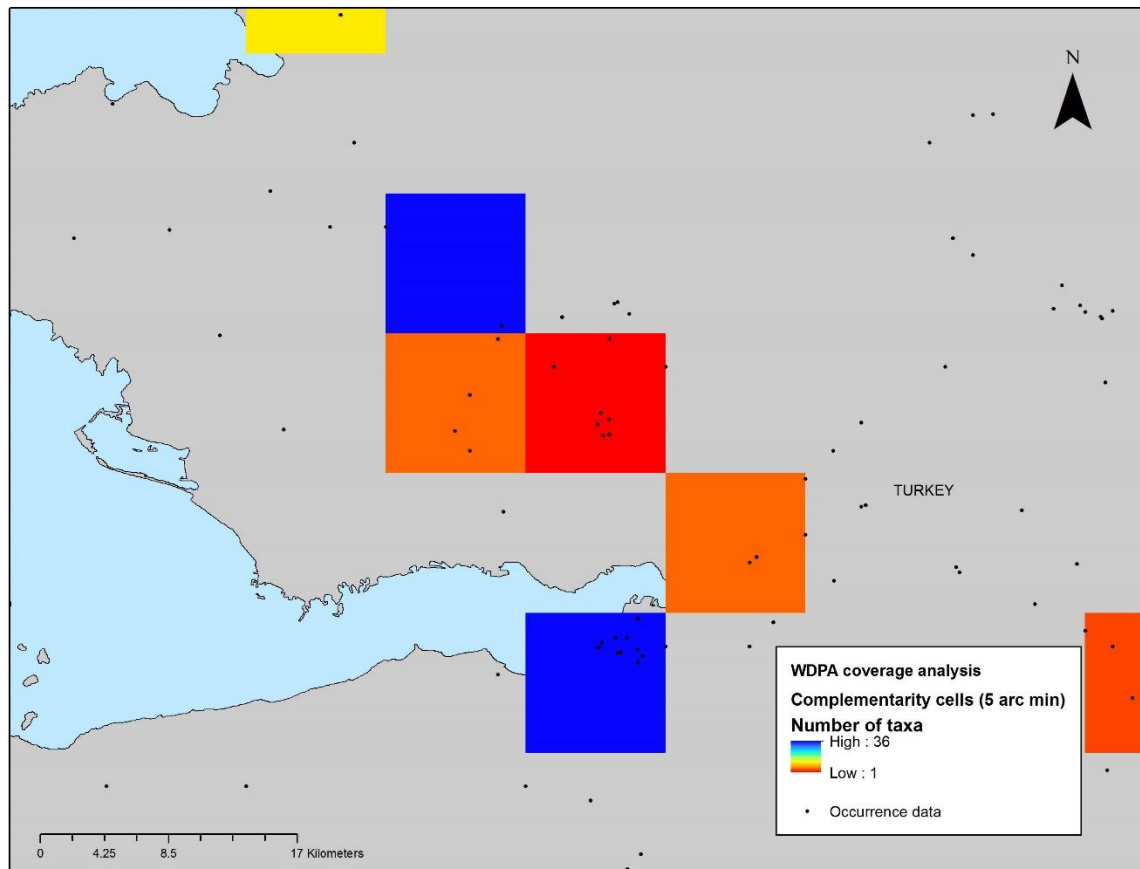 N
TURKEY
WDPA coverage analysis
Complementarity cells (5 arc min)
Number of taxa
High : 36
Low : 1
Occurrence data
0 4.25 8.5 17 Kilometers